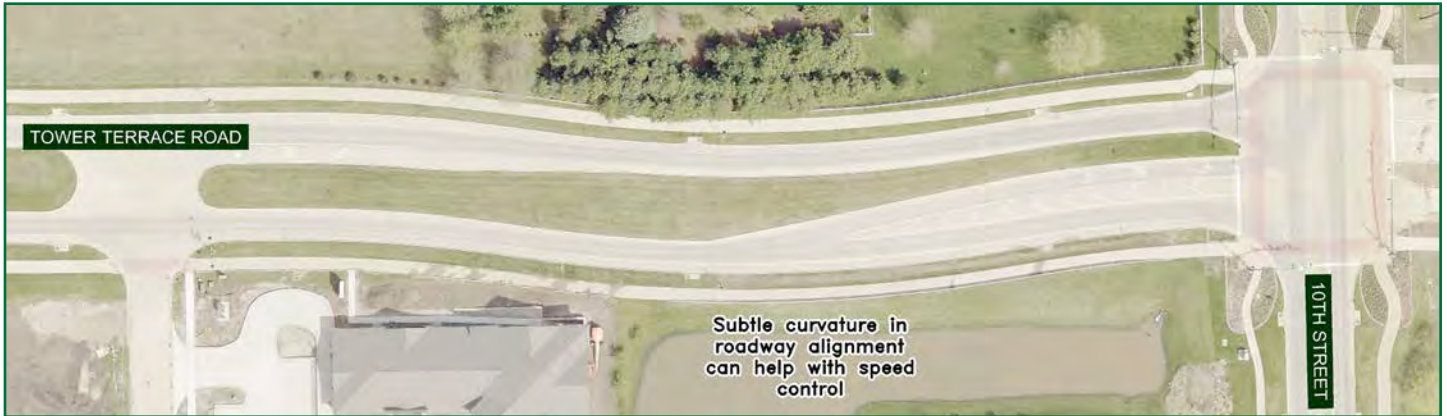 TOWER TERRACE ROAD
Subtle curvature in
roadway alignment
can help with speed
control
10TH STREET